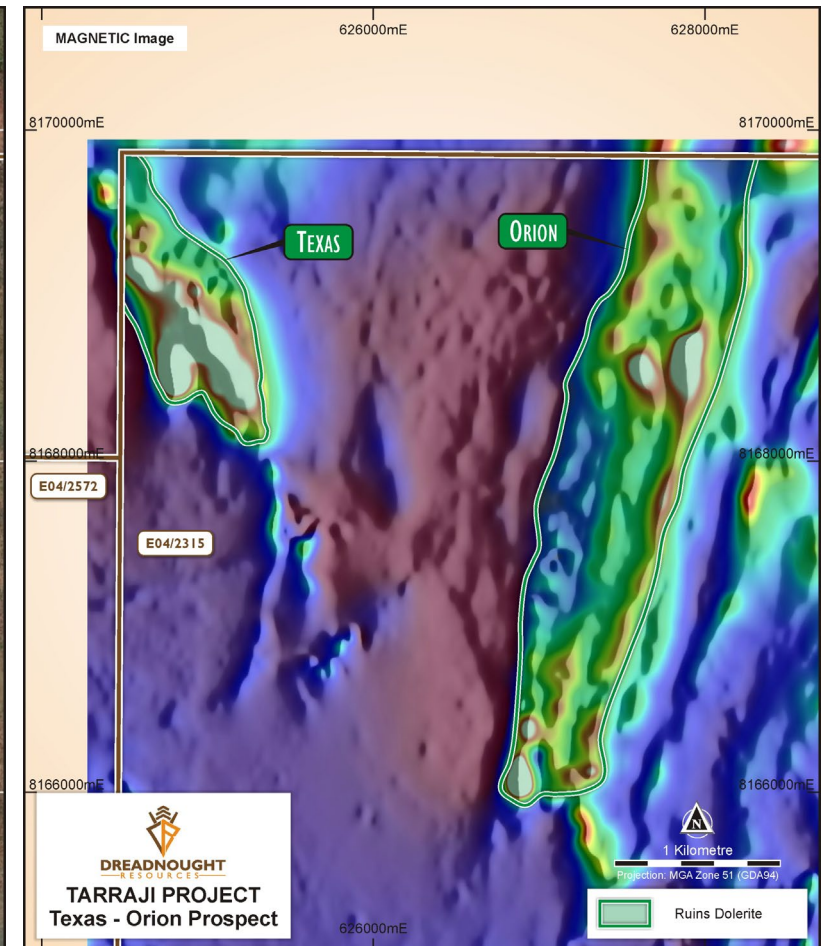 MAGNETIC Image
626000mE
628000mE
8170000mE
8170000mE
TEXAS
ORION
8168000mE
8168000mE
E04/2572
E04/2315
8166000mE
8166000mE
DREADNOUGHT
RESOURCES
TARRAJI PROJECT
Texas - Orion Prospect
626000mE
N
1 Kilometre
Projection: MGA Zone 51 (GDA94)
Ruins Dolerite